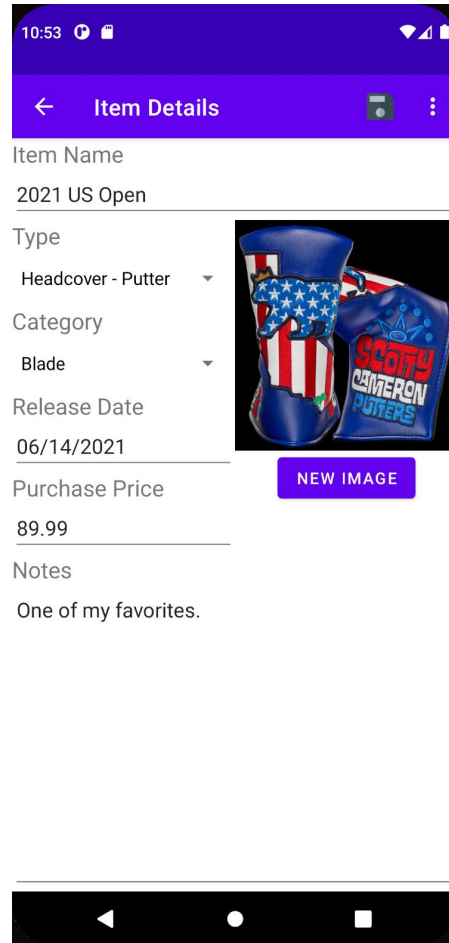 10:53
Item Details
Item Name
2021 US Open
Type
Headcover - Putter
Category
Blade
Release Date
06/14/2021
Purchase Price
89.99
Notes
One of my favorites.
SCOTTY
CAMERON
PUTTERS
NEW IMAGE